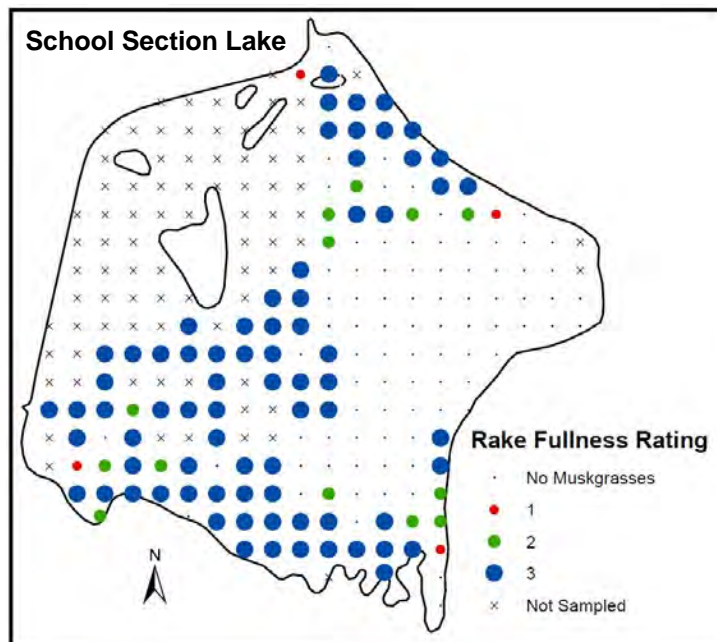 School Section Lake
Rake Fullness Rating
No Muskgrasses
1
2
3
Not Sampled
N